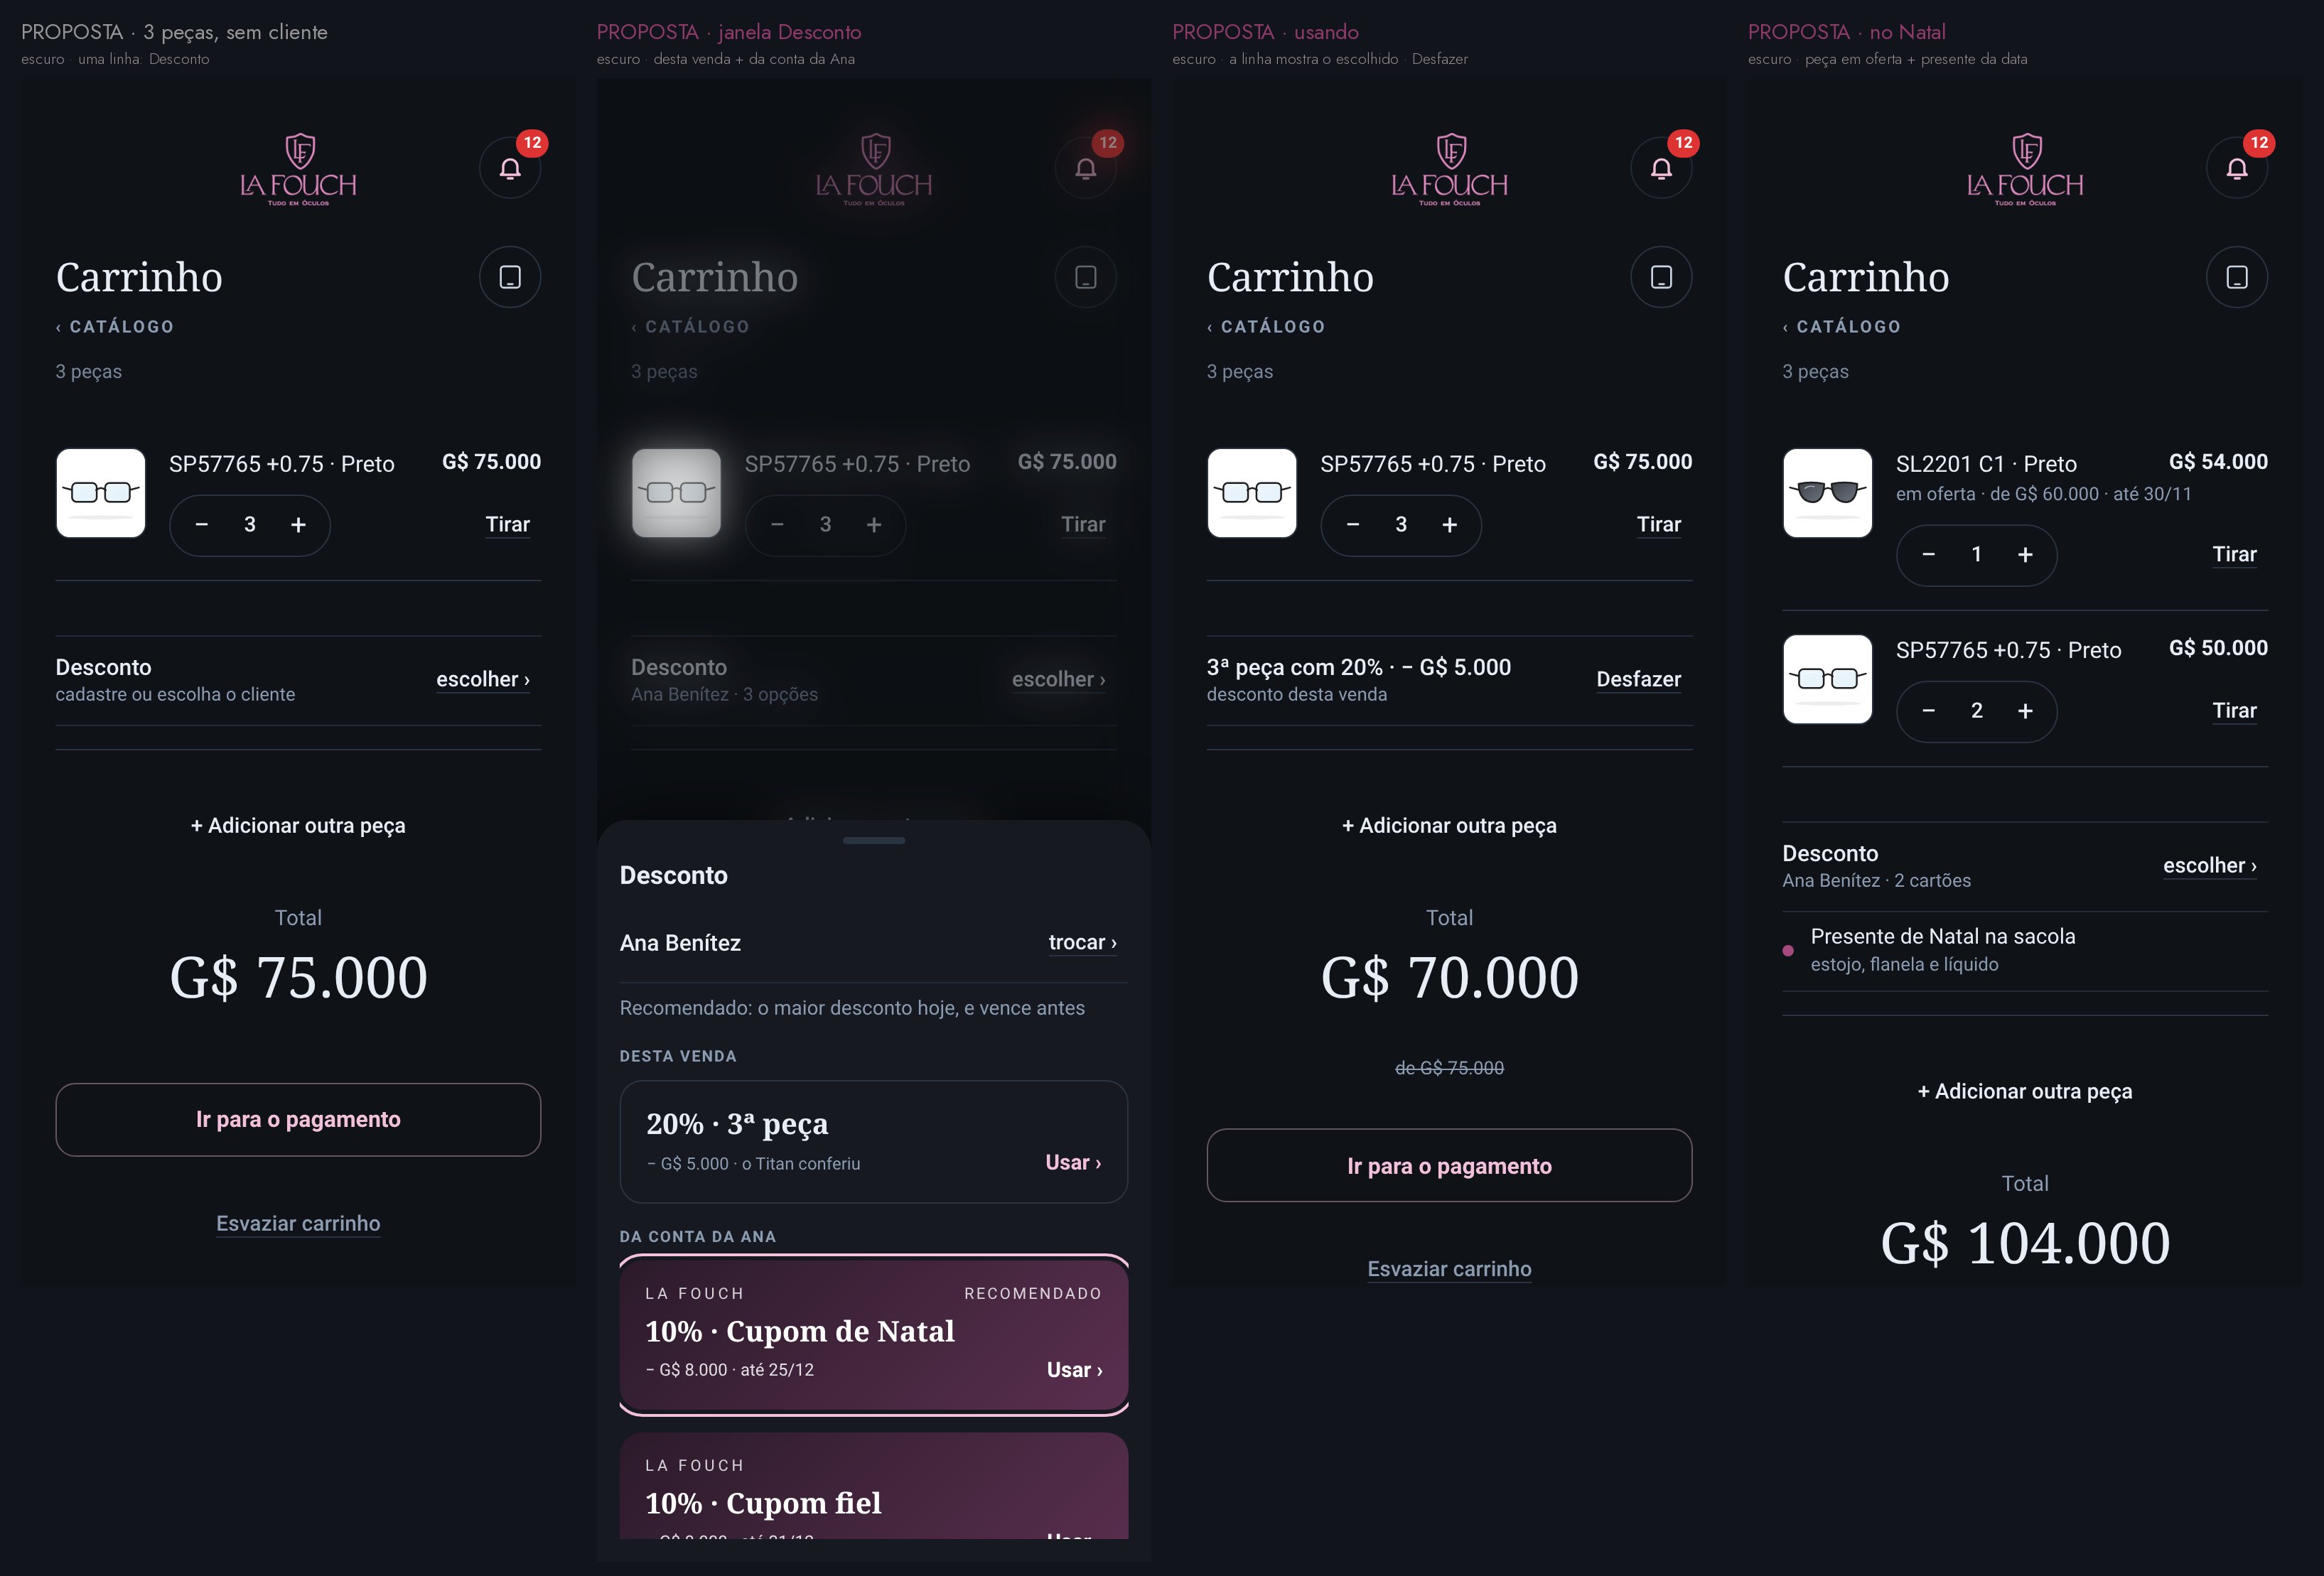 PROPOSTA · 3 peças, sem cliente
escuro · uma linha: Desconto
LA FOUCH
TUDO EM ÓCULOS
12
Carrinho
‹ CATÁLOGO
3 peças
SP57765 +0.75 · Preto
G$ 75.000
− 3 +
Tirar
Desconto
cadastre ou escolha o cliente
escolher ›
+ Adicionar outra peça
Total
G$ 75.000
Ir para o pagamento
Esvaziar carrinho
PROPOSTA · janela Desconto
escuro · desta venda + da conta da Ana
LA FOUCH
TUDO EM ÓCULOS
12
Carrinho
‹ CATÁLOGO
3 peças
SP57765 +0.75 · Preto
G$ 75.000
− 3 +
Tirar
Desconto
Ana Benítez · 3 opções
escolher ›
Desconto
Ana Benítez
trocar ›
Recomendado: o maior desconto hoje, e vence antes
DESTA VENDA
20% · 3ª peça
− G$ 5.000 · o Titan conferiu
Usar ›
DA CONTA DA ANA
LA FOUCH
RECOMENDADO
10% · Cupom de Natal
− G$ 8.000 · até 25/12
Usar ›
LA FOUCH
10% · Cupom fiel
PROPOSTA · usando
escuro · a linha mostra o escolhido · Desfazer
LA FOUCH
TUDO EM ÓCULOS
12
Carrinho
‹ CATÁLOGO
3 peças
SP57765 +0.75 · Preto
G$ 75.000
− 3 +
Tirar
3ª peça com 20% · − G$ 5.000
desconto desta venda
Desfazer
+ Adicionar outra peça
Total
G$ 70.000
de G$ 75.000
Ir para o pagamento
Esvaziar carrinho
PROPOSTA · no Natal
escuro · peça em oferta + presente da data
LA FOUCH
TUDO EM ÓCULOS
12
Carrinho
‹ CATÁLOGO
3 peças
SL2201 C1 · Preto
G$ 54.000
em oferta · de G$ 60.000 · até 30/11
− 1 +
Tirar
SP57765 +0.75 · Preto
G$ 50.000
− 2 +
Tirar
Desconto
Ana Benítez · 2 cartões
escolher ›
Presente de Natal na sacola
estojo, flanela e líquido
+ Adicionar outra peça
Total
G$ 104.000